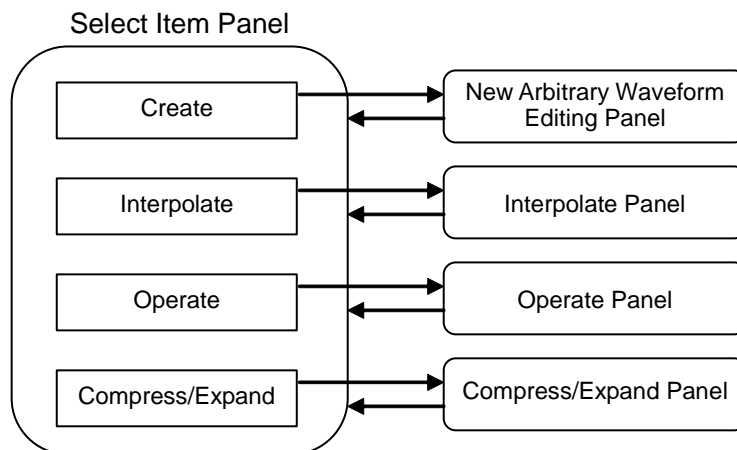 Select Item Panel
Create
New Arbitrary Waveform
Editing Panel
Interpolate
Interpolate Panel
Operate
Operate Panel
Compress/Expand
Compress/Expand Panel